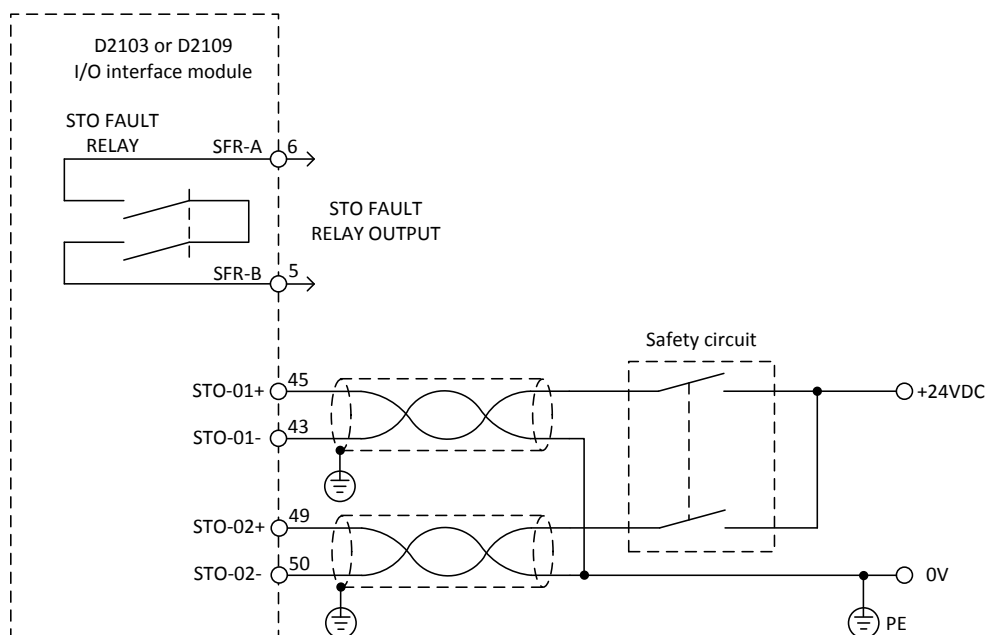 D2103 or D2109
I/O interface module
STO FAULT
RELAY
SFR-A
6
STO FAULT
RELAY OUTPUT
SFR-B
5
Safety circuit
STO-01+
45
+24VDC
STO-01-
43
STO-02+
49
STO-02-
50
0V
PE